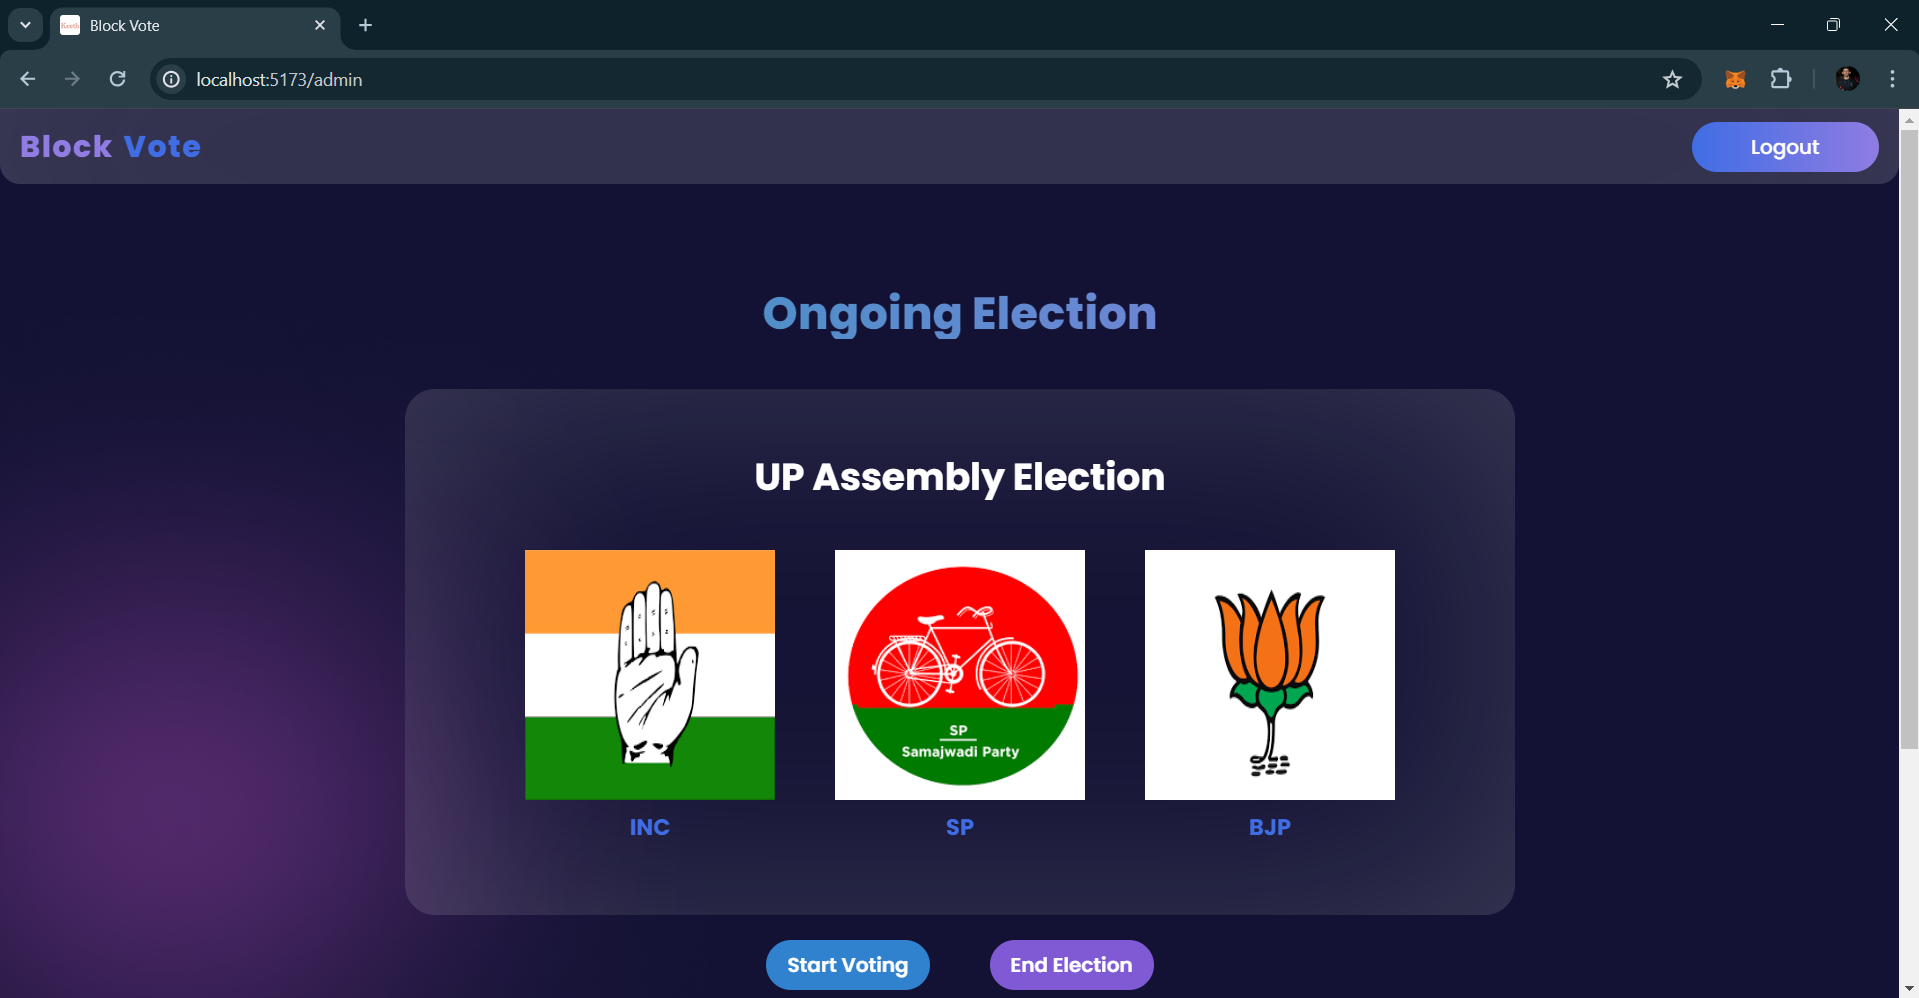 Block Vote
localhost:5173/admin
Block Vote
Logout
Ongoing Election
UP Assembly Election
SP
Samajwadi Party
INC
SP
BJP
Start Voting
End Election